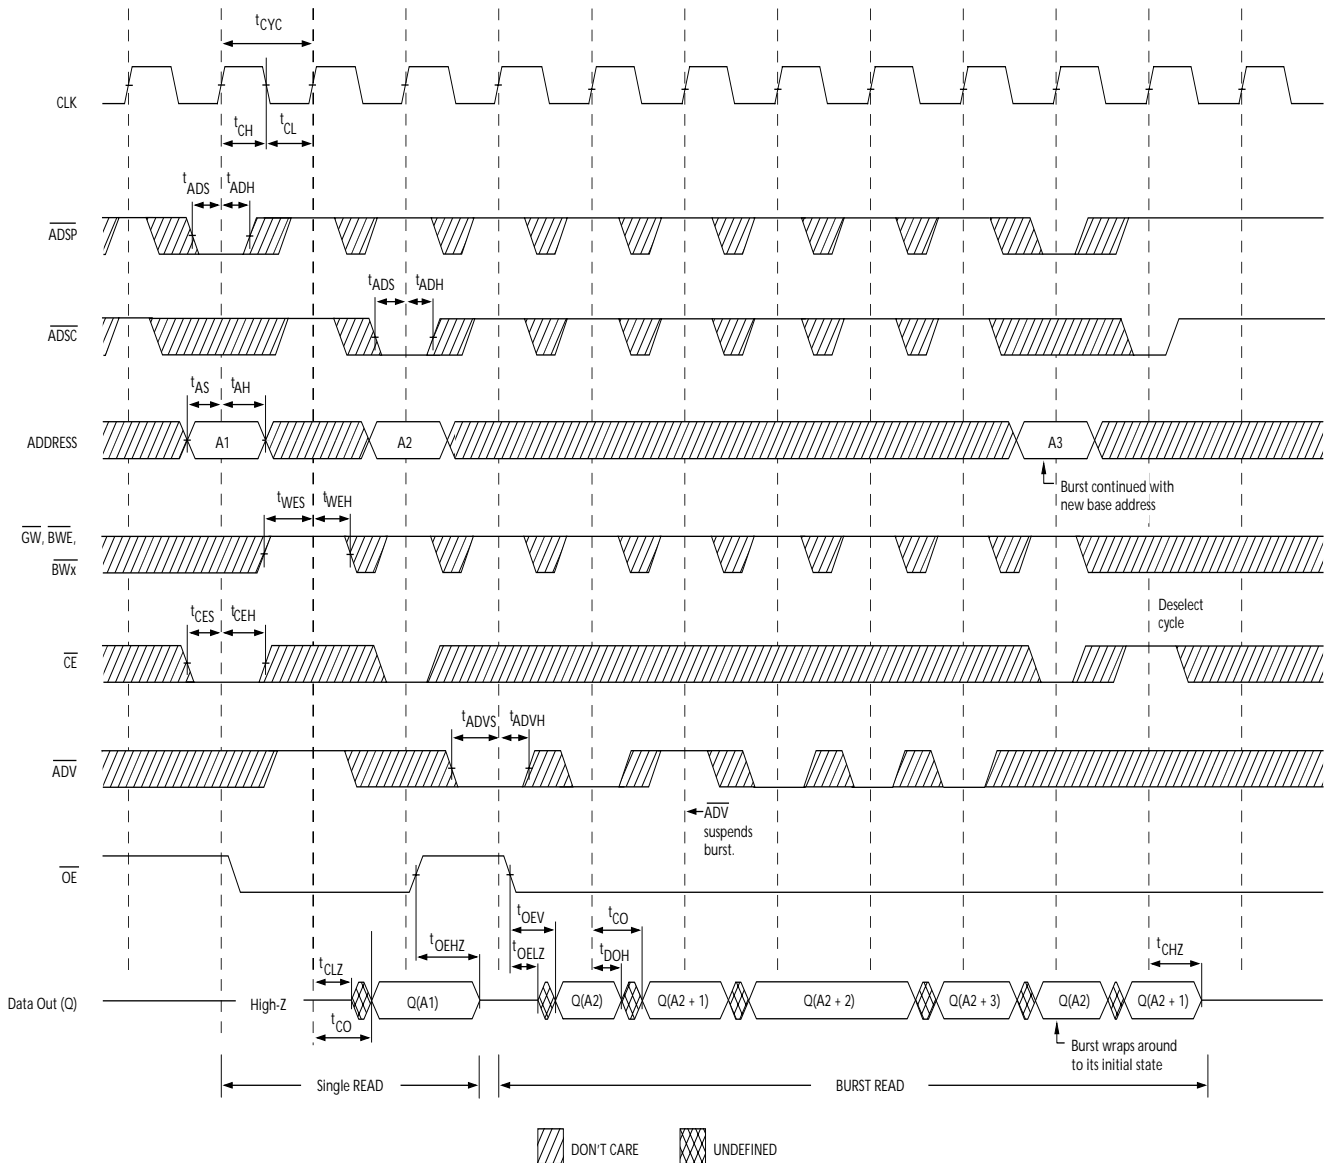 tCYC
CLK
tCH
tCL
tADS
tADH
ADSP
tADS
tADH
ADSC
tAS
tAH
ADDRESS
A1
A2
A3
Burst continued with
new base address
tWES
tWEH
GW, BWE,
BWx
Deselect
cycle
tCES
tCEH
CE
tADVS
tADVH
ADV
ADV
suspends
burst.
OE
tOEV
tCO
tOEHZ
tOELZ
tDOH
tCHZ
tCLZ
Data Out (Q)
High-Z
Q(A1)
Q(A2)
Q(A2 + 1)
Q(A2 + 2)
Q(A2 + 3)
Q(A2)
Q(A2 + 1)
tCO
Burst wraps around
to its initial state
Single READ
BURST READ
DON'T CARE
UNDEFINED